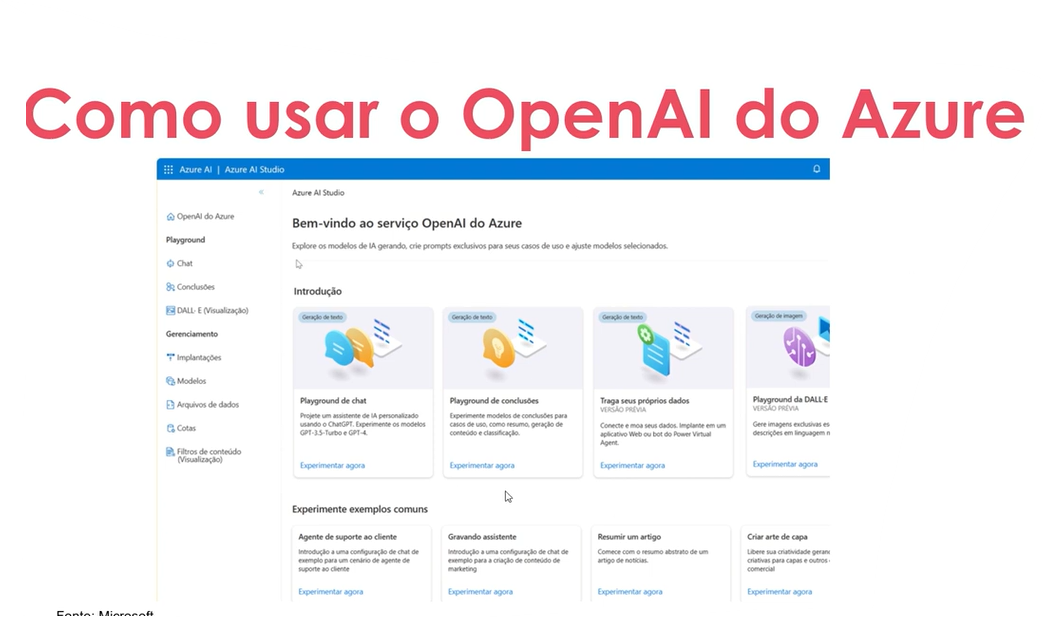 Como usar o OpenAI do Azure
Azure AI | Azure AI Studio
Azure AI Studio
OpenAI do Azure
Playground
Chat
Conclusões
DALL· E (Visualização)
Gerenciamento
Implantações
Modelos
Arquivos de dados
Cotas
Filtros de conteúdo
(Visualização)
Bem-vindo ao serviço OpenAI do Azure
Explore os modelos de IA gerando, crie prompts exclusivos para seus casos de uso e ajuste modelos selecionados.
Introdução
Geração de texto
Playground de chat
Projete um assistente de IA personalizado
usando o ChatGPT. Experimente os modelos
GPT-3.5-Turbo e GPT-4.
Experimentar agora
Geração de texto
Playground de conclusões
Experimente modelos de conclusões para
casos de uso, como resumo, geração de
conteúdo e classificação.
Experimentar agora
Geração de texto
Traga seus próprios dados
VERSÃO PRÉVIA
Conecte e moa seus dados. Implante em um
aplicativo Web ou bot do Power Virtual
Agent.
Experimentar agora
Geração de imagem
Playground da DALL·E
VERSÃO PRÉVIA
Gere imagens exclusivas
descrições em linguagem
Experimentar agora
Experimente exemplos comuns
Agente de suporte ao cliente
Introdução a uma configuração de chat de
exemplo para um cenário de agente de
suporte ao cliente
Experimentar agora
Gravando assistente
Introdução a uma configuração de chat de
exemplo para a criação de conteúdo de
marketing
Experimentar agora
Resumir um artigo
Comece com o resumo abstrato de um
artigo de notícias.
Experimentar agora
Criar arte de capa
Libere sua criatividade
criativas para capas e outros
comercial
Experimentar agora
Fonte: Microsoft